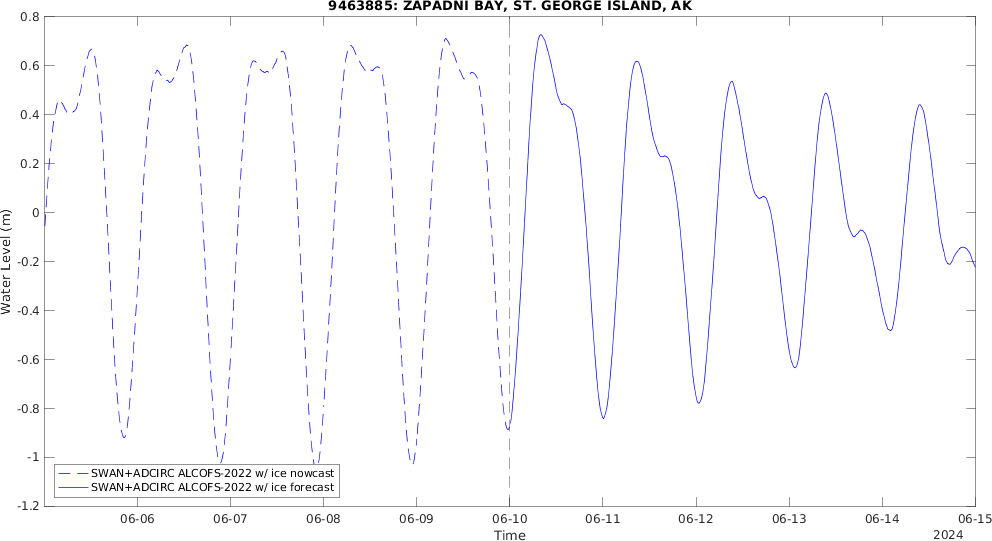 9463885: ZAPADNI BAY, ST. GEORGE ISLAND, AK
0.8
0.6
0.4
0.2
0
-0.2
-0.4
-0.6
-0.8
-1
-1.2
Water Level (m)
SWAN+ADCIRC ALCOFS-2022 w/ ice nowcast
SWAN+ADCIRC ALCOFS-2022 w/ ice forecast
06-06 06-07 06-08 06-09 06-10 06-11 06-12 06-13 06-14 06-15
Time
2024